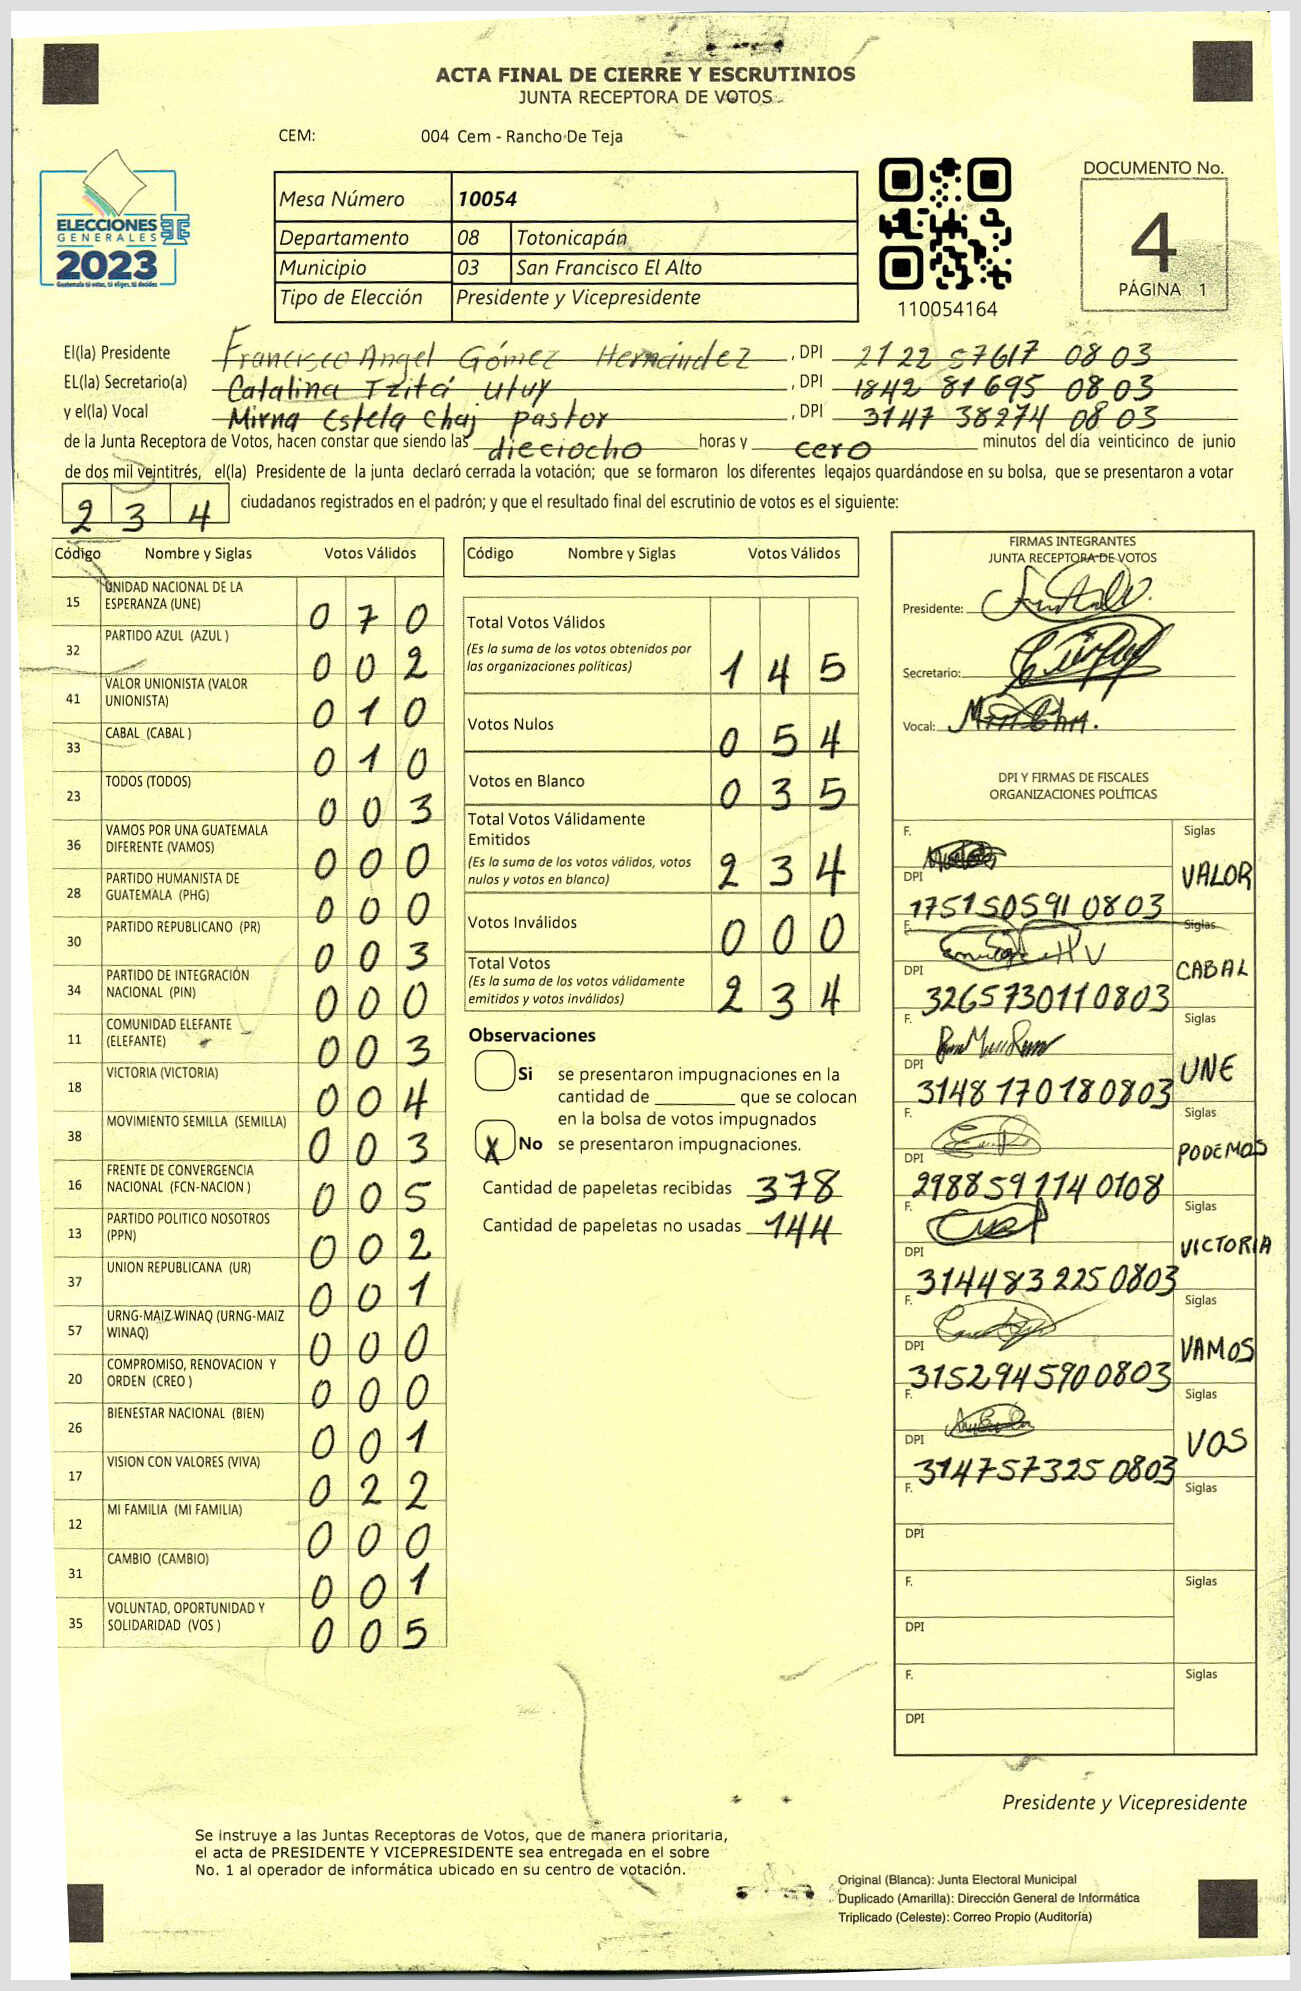 ACTA FINAL DE CIERRE Y ESCRUTINIOS
JUNTA RECEPTORA DE VOTOS
CEM: 004 Cem - Rancho De Teja
DOCUMENTO No.
4
PÁGINA 1
ELECCIONES
GENERALES
2023
Guatemala tú votas, tú eliges, tú decides
Mesa Número 10054
Departamento 08 Totonicapán
Municipio 03 San Francisco El Alto
Tipo de Elección Presidente y Vicepresidente
110054164
El(la) Presidente Francisco Angel Gómez Hernández , DPI 2122 57617 0803
EL(la) Secretario(a) Catalina Tzitá Utuy , DPI 1842 81695 0803
y el(la) Vocal Mirna Estela Chaj Pastor , DPI 3147 38274 0803
de la Junta Receptora de Votos, hacen constar que siendo las dieciocho horas y cero minutos del día veinticinco de junio
de dos mil veintitrés, el(la) Presidente de la junta declaró cerrada la votación; que se formaron los diferentes legajos quardándose en su bolsa, que se presentaron a votar
2 3 4 ciudadanos registrados en el padrón; y que el resultado final del escrutinio de votos es el siguiente:
Código Nombre y Siglas Votos Válidos
15 UNIDAD NACIONAL DE LA
ESPERANZA (UNE) 0 7 0
32 PARTIDO AZUL (AZUL ) 0 0 2
41 VALOR UNIONISTA (VALOR
UNIONISTA) 0 1 0
33 CABAL (CABAL ) 0 1 0
23 TODOS (TODOS) 0 0 3
36 VAMOS POR UNA GUATEMALA
DIFERENTE (VAMOS) 0 0 0
28 PARTIDO HUMANISTA DE
GUATEMALA (PHG) 0 0 0
30 PARTIDO REPUBLICANO (PR) 0 0 3
34 PARTIDO DE INTEGRACIÓN
NACIONAL (PIN) 0 0 0
11 COMUNIDAD ELEFANTE
(ELEFANTE) 0 0 3
18 VICTORIA (VICTORIA) 0 0 4
38 MOVIMIENTO SEMILLA (SEMILLA) 0 0 3
16 FRENTE DE CONVERGENCIA
NACIONAL (FCN-NACION ) 0 0 5
13 PARTIDO POLITICO NOSOTROS
(PPN) 0 0 2
37 UNION REPUBLICANA (UR) 0 0 1
57 URNG-MAIZ WINAQ (URNG-MAIZ
WINAQ) 0 0 0
20 COMPROMISO, RENOVACION Y
ORDEN (CREO ) 0 0 0
26 BIENESTAR NACIONAL (BIEN) 0 0 1
17 VISION CON VALORES (VIVA) 0 2 2
12 MI FAMILIA (MI FAMILIA) 0 0 0
31 CAMBIO (CAMBIO) 0 0 1
35 VOLUNTAD, OPORTUNIDAD Y
SOLIDARIDAD (VOS ) 0 0 5
Código Nombre y Siglas Votos Válidos
Total Votos Válidos
(Es la suma de los votos obtenidos por
las organizaciones políticas) 1 4 5
Votos Nulos 0 5 4
Votos en Blanco 0 3 5
Total Votos Válidamente
Emitidos
(Es la suma de los votos válidos, votos
nulos y votos en blanco) 2 3 4
Votos Inválidos 0 0 0
Total Votos
(Es la suma de los votos válidamente
emitidos y votos inválidos) 2 3 4
Observaciones
Si se presentaron impugnaciones en la
cantidad de ________ que se colocan
en la bolsa de votos impugnados
X No se presentaron impugnaciones.
Cantidad de papeletas recibidas 378
Cantidad de papeletas no usadas 144
FIRMAS INTEGRANTES
JUNTA RECEPTORA DE VOTOS
Presidente:
Secretario:
Vocal:
DPI Y FIRMAS DE FISCALES
ORGANIZACIONES POLÍTICAS
F. Siglas
DPI VALOR
1751505910803
F. Siglas
DPI CABAL
3265730110803
F. Siglas
DPI UNE
3148170180803
F. Siglas
DPI PODEMOS
2988591140108
F. Siglas
DPI VICTORIA
3144832250803
F. Siglas
DPI VAMOS
3152945900803
F. Siglas
DPI VOS
3147573250803
F. Siglas
DPI
F. Siglas
DPI
F. Siglas
DPI
Presidente y Vicepresidente
Se instruye a las Juntas Receptoras de Votos, que de manera prioritaria,
el acta de PRESIDENTE Y VICEPRESIDENTE sea entregada en el sobre
No. 1 al operador de informática ubicado en su centro de votación.
Original (Blanca): Junta Electoral Municipal
Duplicado (Amarilla): Dirección General de Informática
Triplicado (Celeste): Correo Propio (Auditoría)